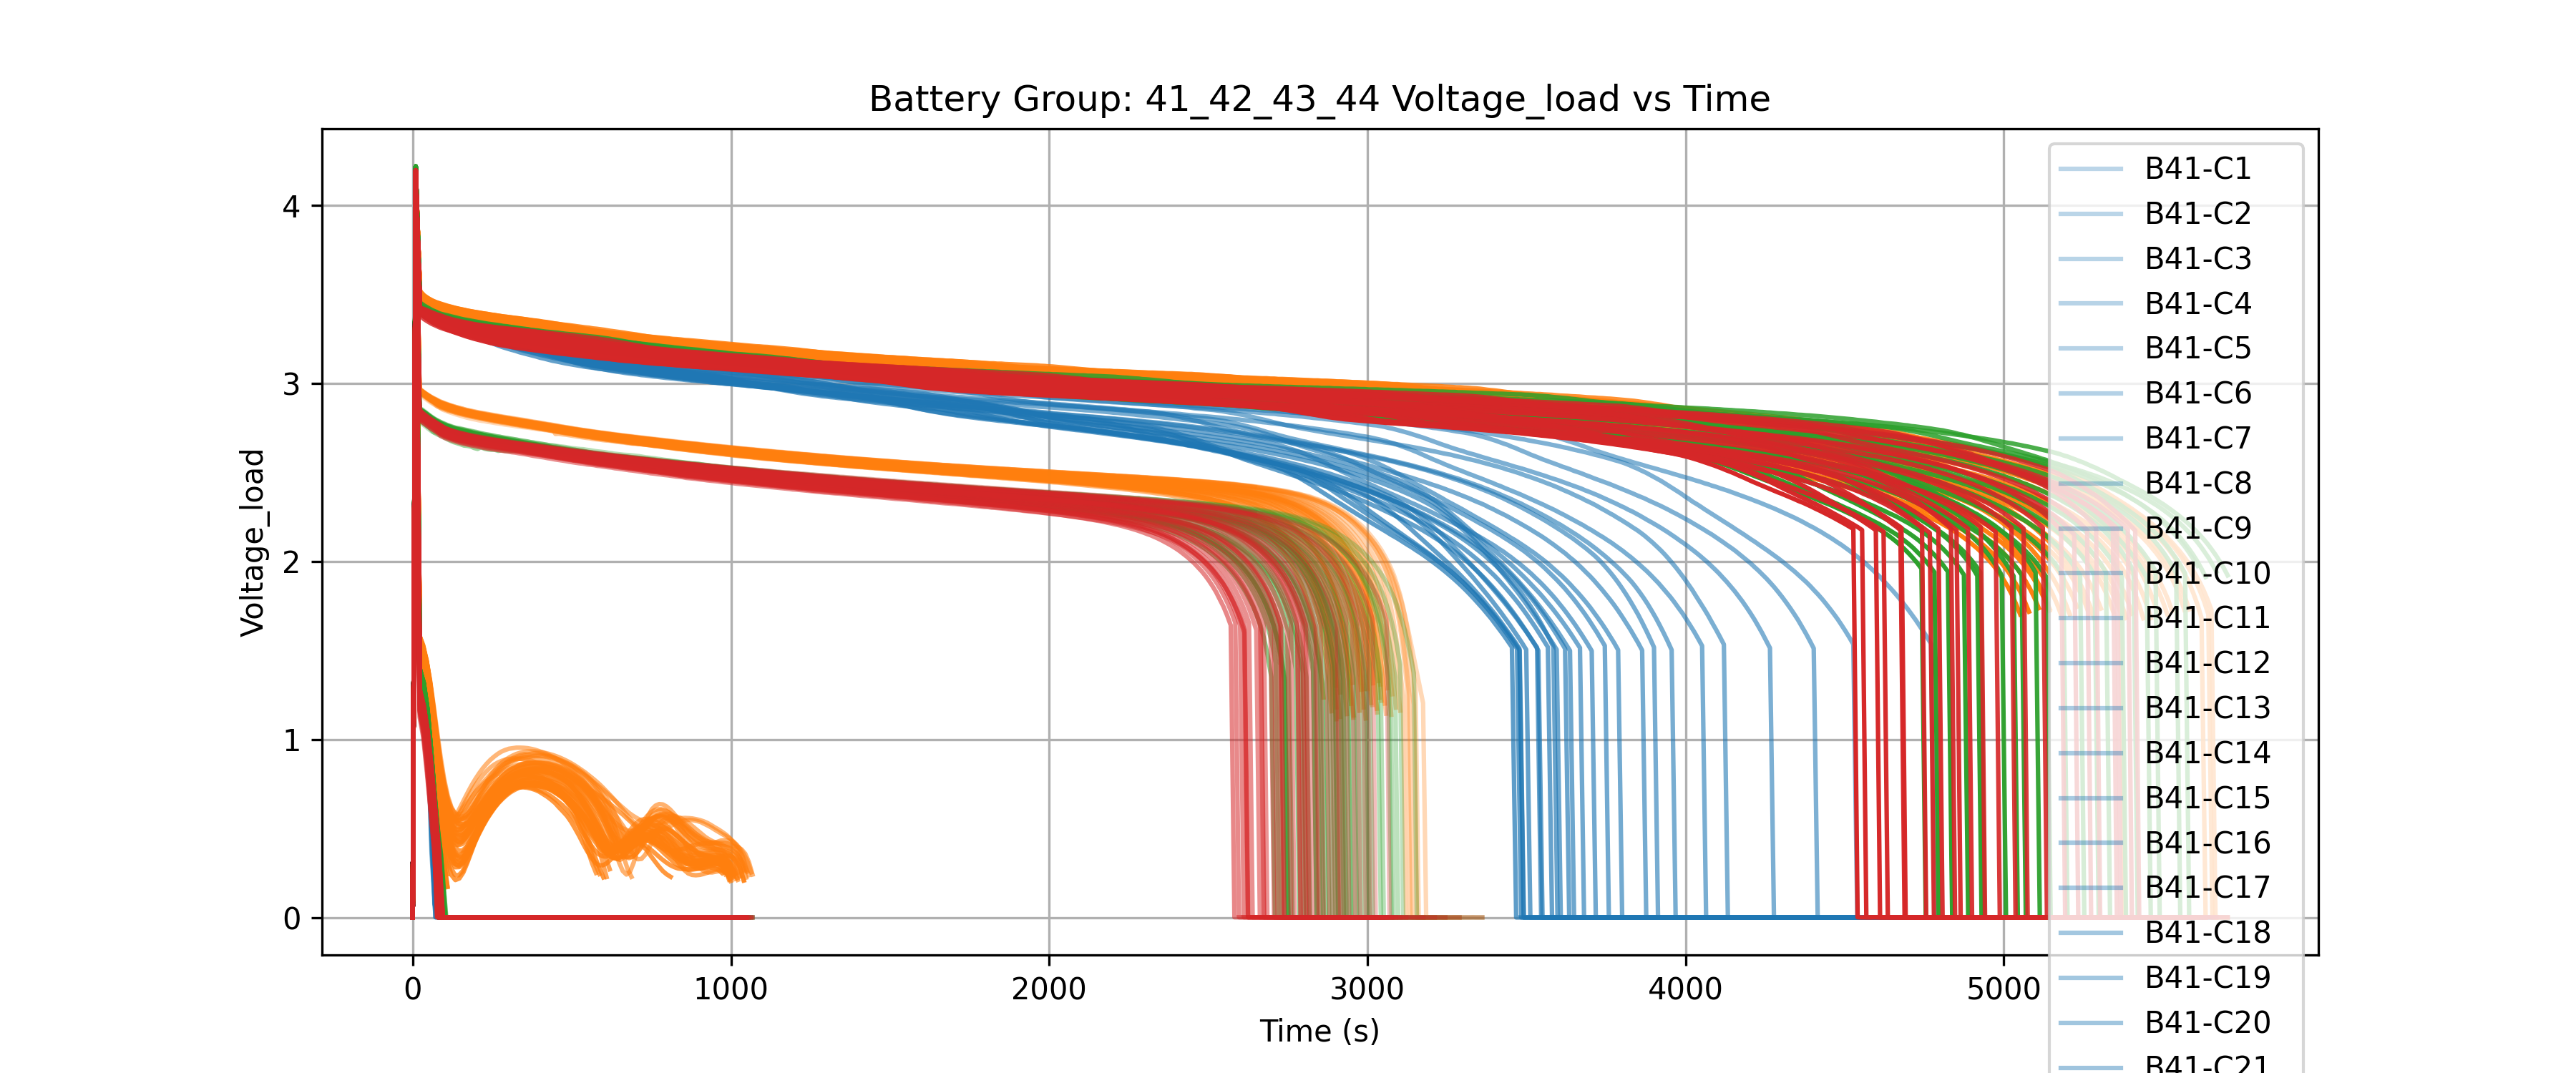 Battery Group: 41_42_43_44 Voltage_load vs Time
Voltage_load
4
3
2
1
0
0
1000
2000
3000
4000
5000
Time (s)
B41-C1
B41-C2
B41-C3
B41-C4
B41-C5
B41-C6
B41-C7
B41-C8
B41-C9
B41-C10
B41-C11
B41-C12
B41-C13
B41-C14
B41-C15
B41-C16
B41-C17
B41-C18
B41-C19
B41-C20
B41-C21